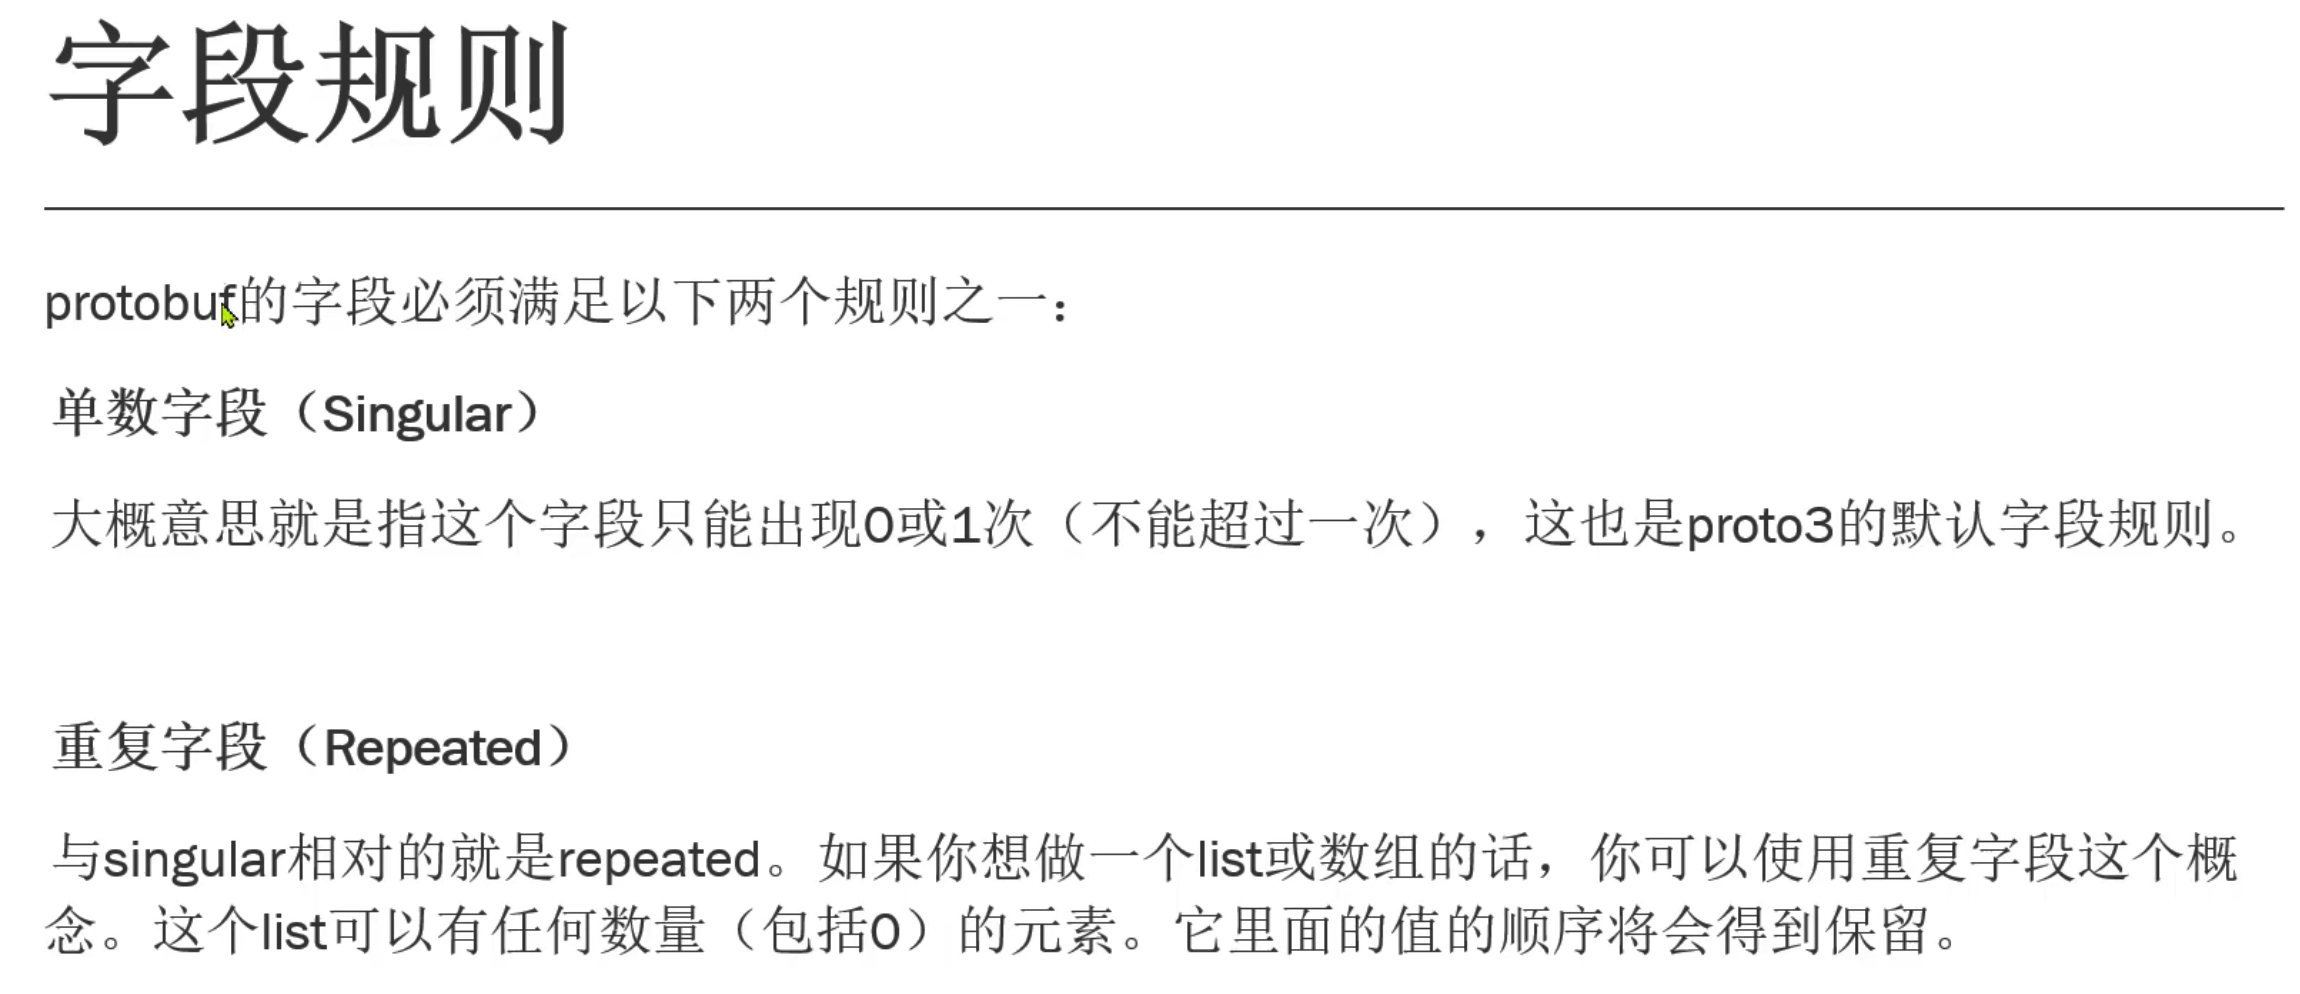 字段规则
protobuf的字段必须满足以下两个规则之一：
单数字段（Singular）
大概意思就是指这个字段只能出现0或1次（不能超过一次），这也是proto3的默认字段规则。
重复字段（Repeated）
与singular相对的就是repeated。如果你想做一个list或数组的话，你可以使用重复字段这个概
念。这个list可以有任何数量（包括0）的元素。它里面的值的顺序将会得到保留。